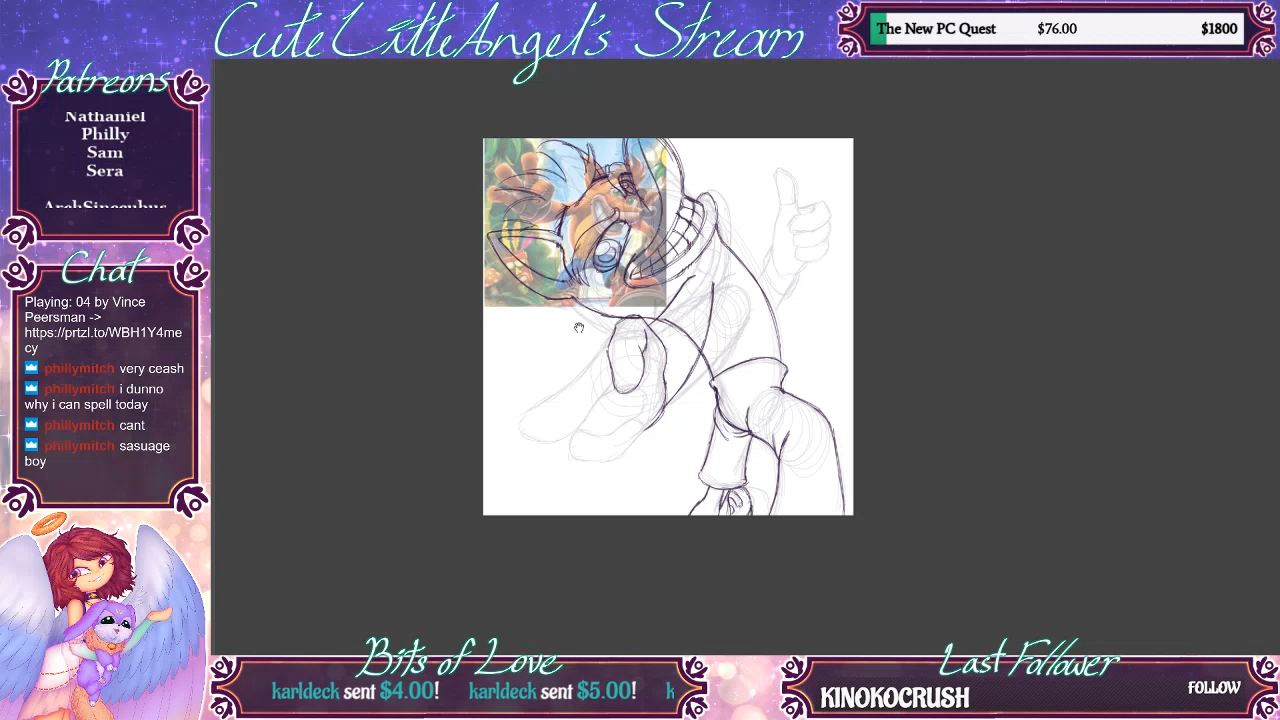 CuteLittleAngel's Stream
The New PC Quest $76.00 $1800
Patreons
Nathaniel
Philly
Sam
Sera
ArchSinccubus
Chat
Playing: 04 by Vince
Peersman ->
https://prtzl.to/WBH1Y4me
cy
phillymitch very ceash
phillymitch i dunno
why i can spell today
phillymitch cant
phillymitch sasuage
boy
Bits of Love
karldeck sent $4.00! karldeck sent $5.00! k
Last Follower
KINOKOCRUSH FOLLOW